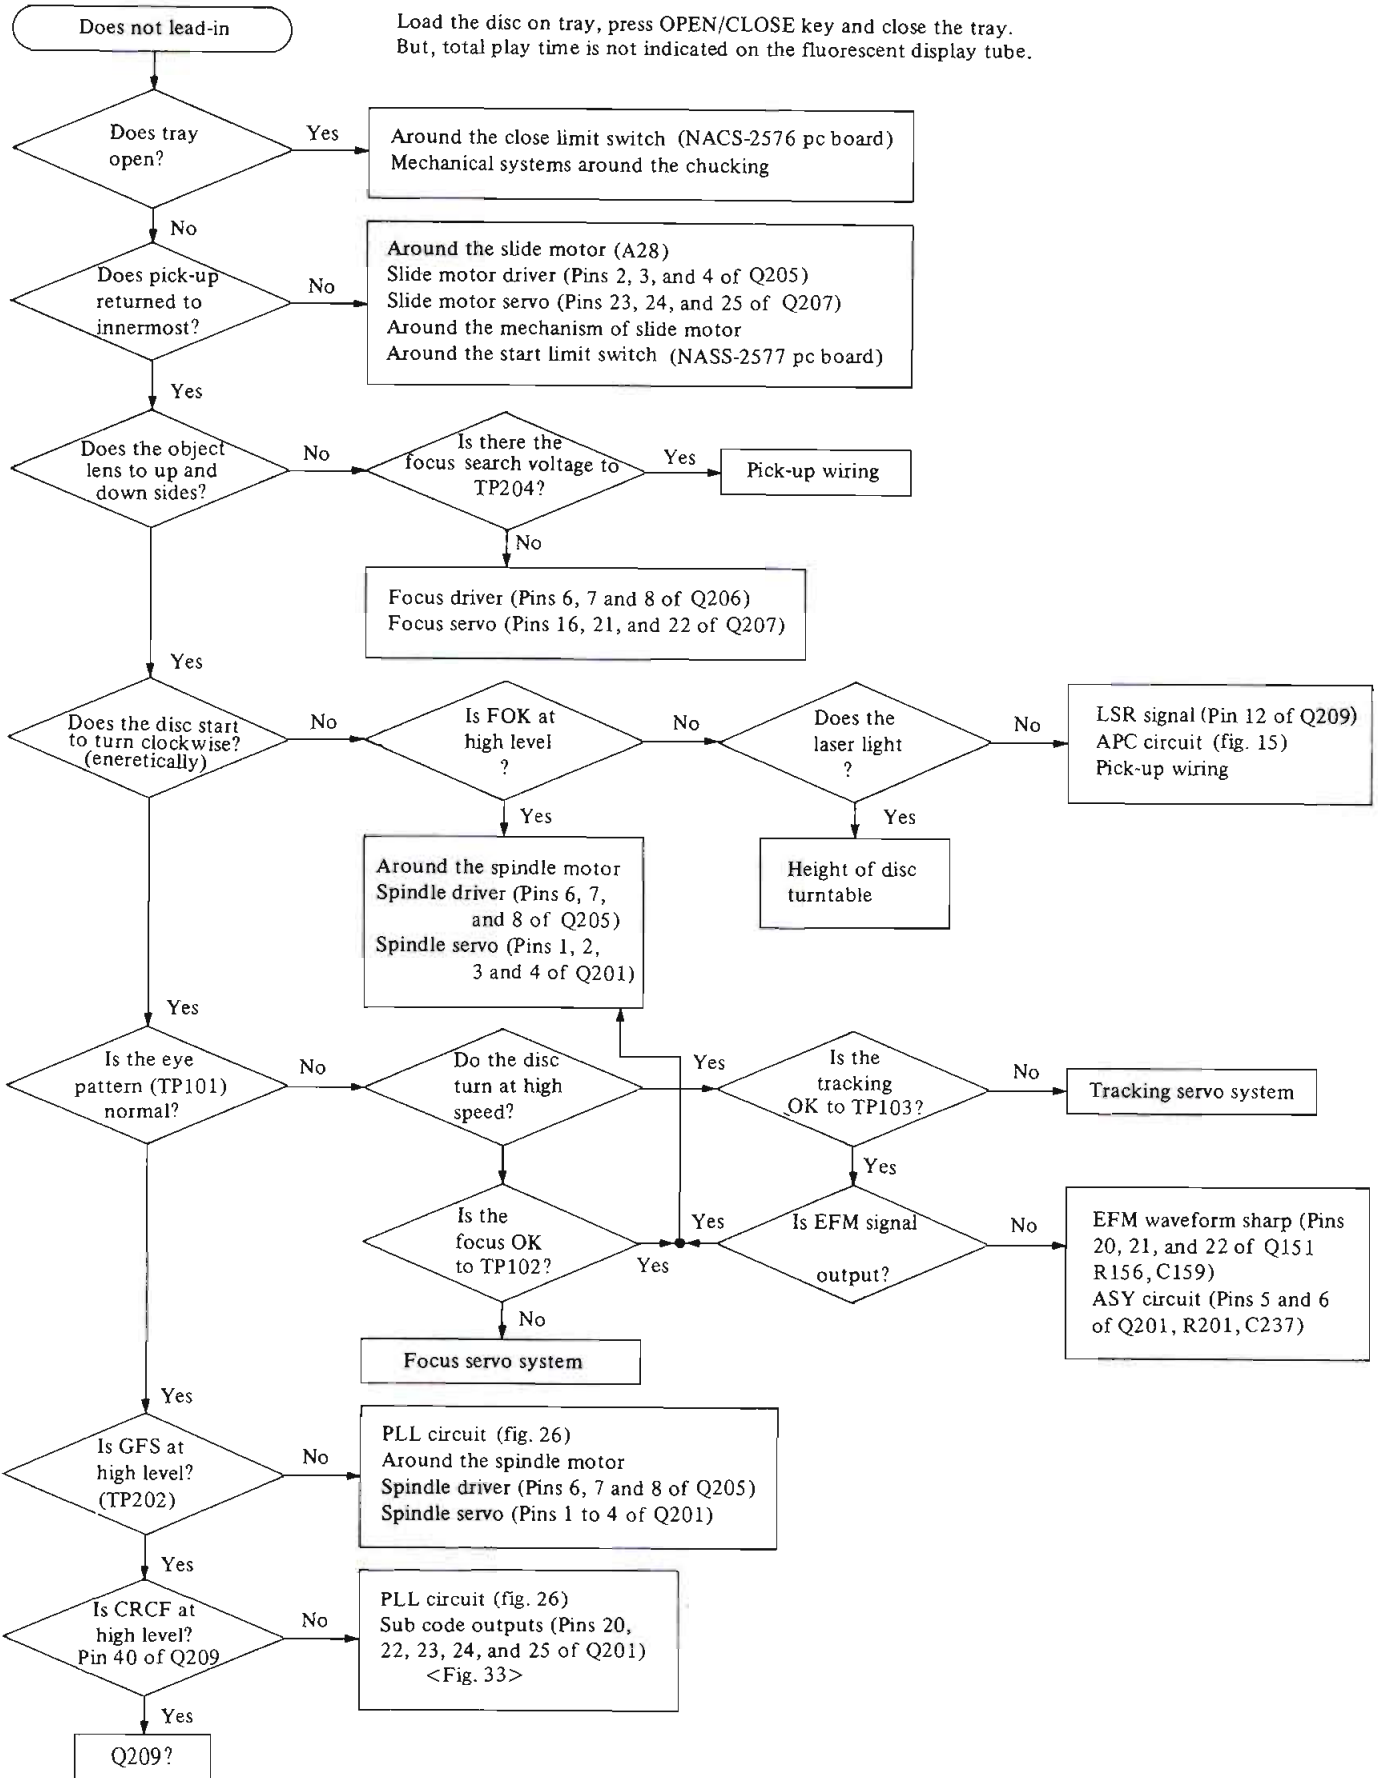 Does not lead-in
Load the disc on tray, press OPEN/CLOSE key and close the tray.
But, total play time is not indicated on the fluorescent display tube.
Does tray
open?
Yes
Around the close limit switch (NACS-2576 pc board)
Mechanical systems around the chucking
No
Does pick-up
returned to
innermost?
No
Around the slide motor (A28)
Slide motor driver (Pins 2, 3, and 4 of Q205)
Slide motor servo (Pins 23, 24, and 25 of Q207)
Around the mechanism of slide motor
Around the start limit switch (NASS-2577 pc board)
Yes
Does the object
lens to up and
down sides?
No
Is there the
focus search voltage to
TP204?
Yes
Pick-up wiring
No
Focus driver (Pins 6, 7 and 8 of Q206)
Focus servo (Pins 16, 21, and 22 of Q207)
Yes
Does the disc start
to turn clockwise?
(eneretically)
No
Is FOK at
high level
?
No
Does the
laser light
?
No
LSR signal (Pin 12 of Q209)
APC circuit (fig. 15)
Pick-up wiring
Yes
Around the spindle motor
Spindle driver (Pins 6, 7,
and 8 of Q205)
Spindle servo (Pins 1, 2,
3 and 4 of Q201)
Yes
Height of disc
turntable
Yes
Is the eye
pattern (TP101)
normal?
No
Do the disc
turn at high
speed?
Yes
Is the
tracking
OK to TP103?
No
Tracking servo system
Yes
Is the
focus OK
to TP102?
Yes
Yes
Is EFM signal
output?
No
EFM waveform sharp (Pins
20, 21, and 22 of Q151
R156, C159)
ASY circuit (Pins 5 and 6
of Q201, R201, C237)
No
Focus servo system
Yes
Is GFS at
high level?
(TP202)
No
PLL circuit (fig. 26)
Around the spindle motor
Spindle driver (Pins 6, 7 and 8 of Q205)
Spindle servo (Pins 1 to 4 of Q201)
Yes
Is CRCF at
high level?
Pin 40 of Q209
No
PLL circuit (fig. 26)
Sub code outputs (Pins 20,
22, 23, 24, and 25 of Q201)
<Fig. 33>
Yes
Q209?